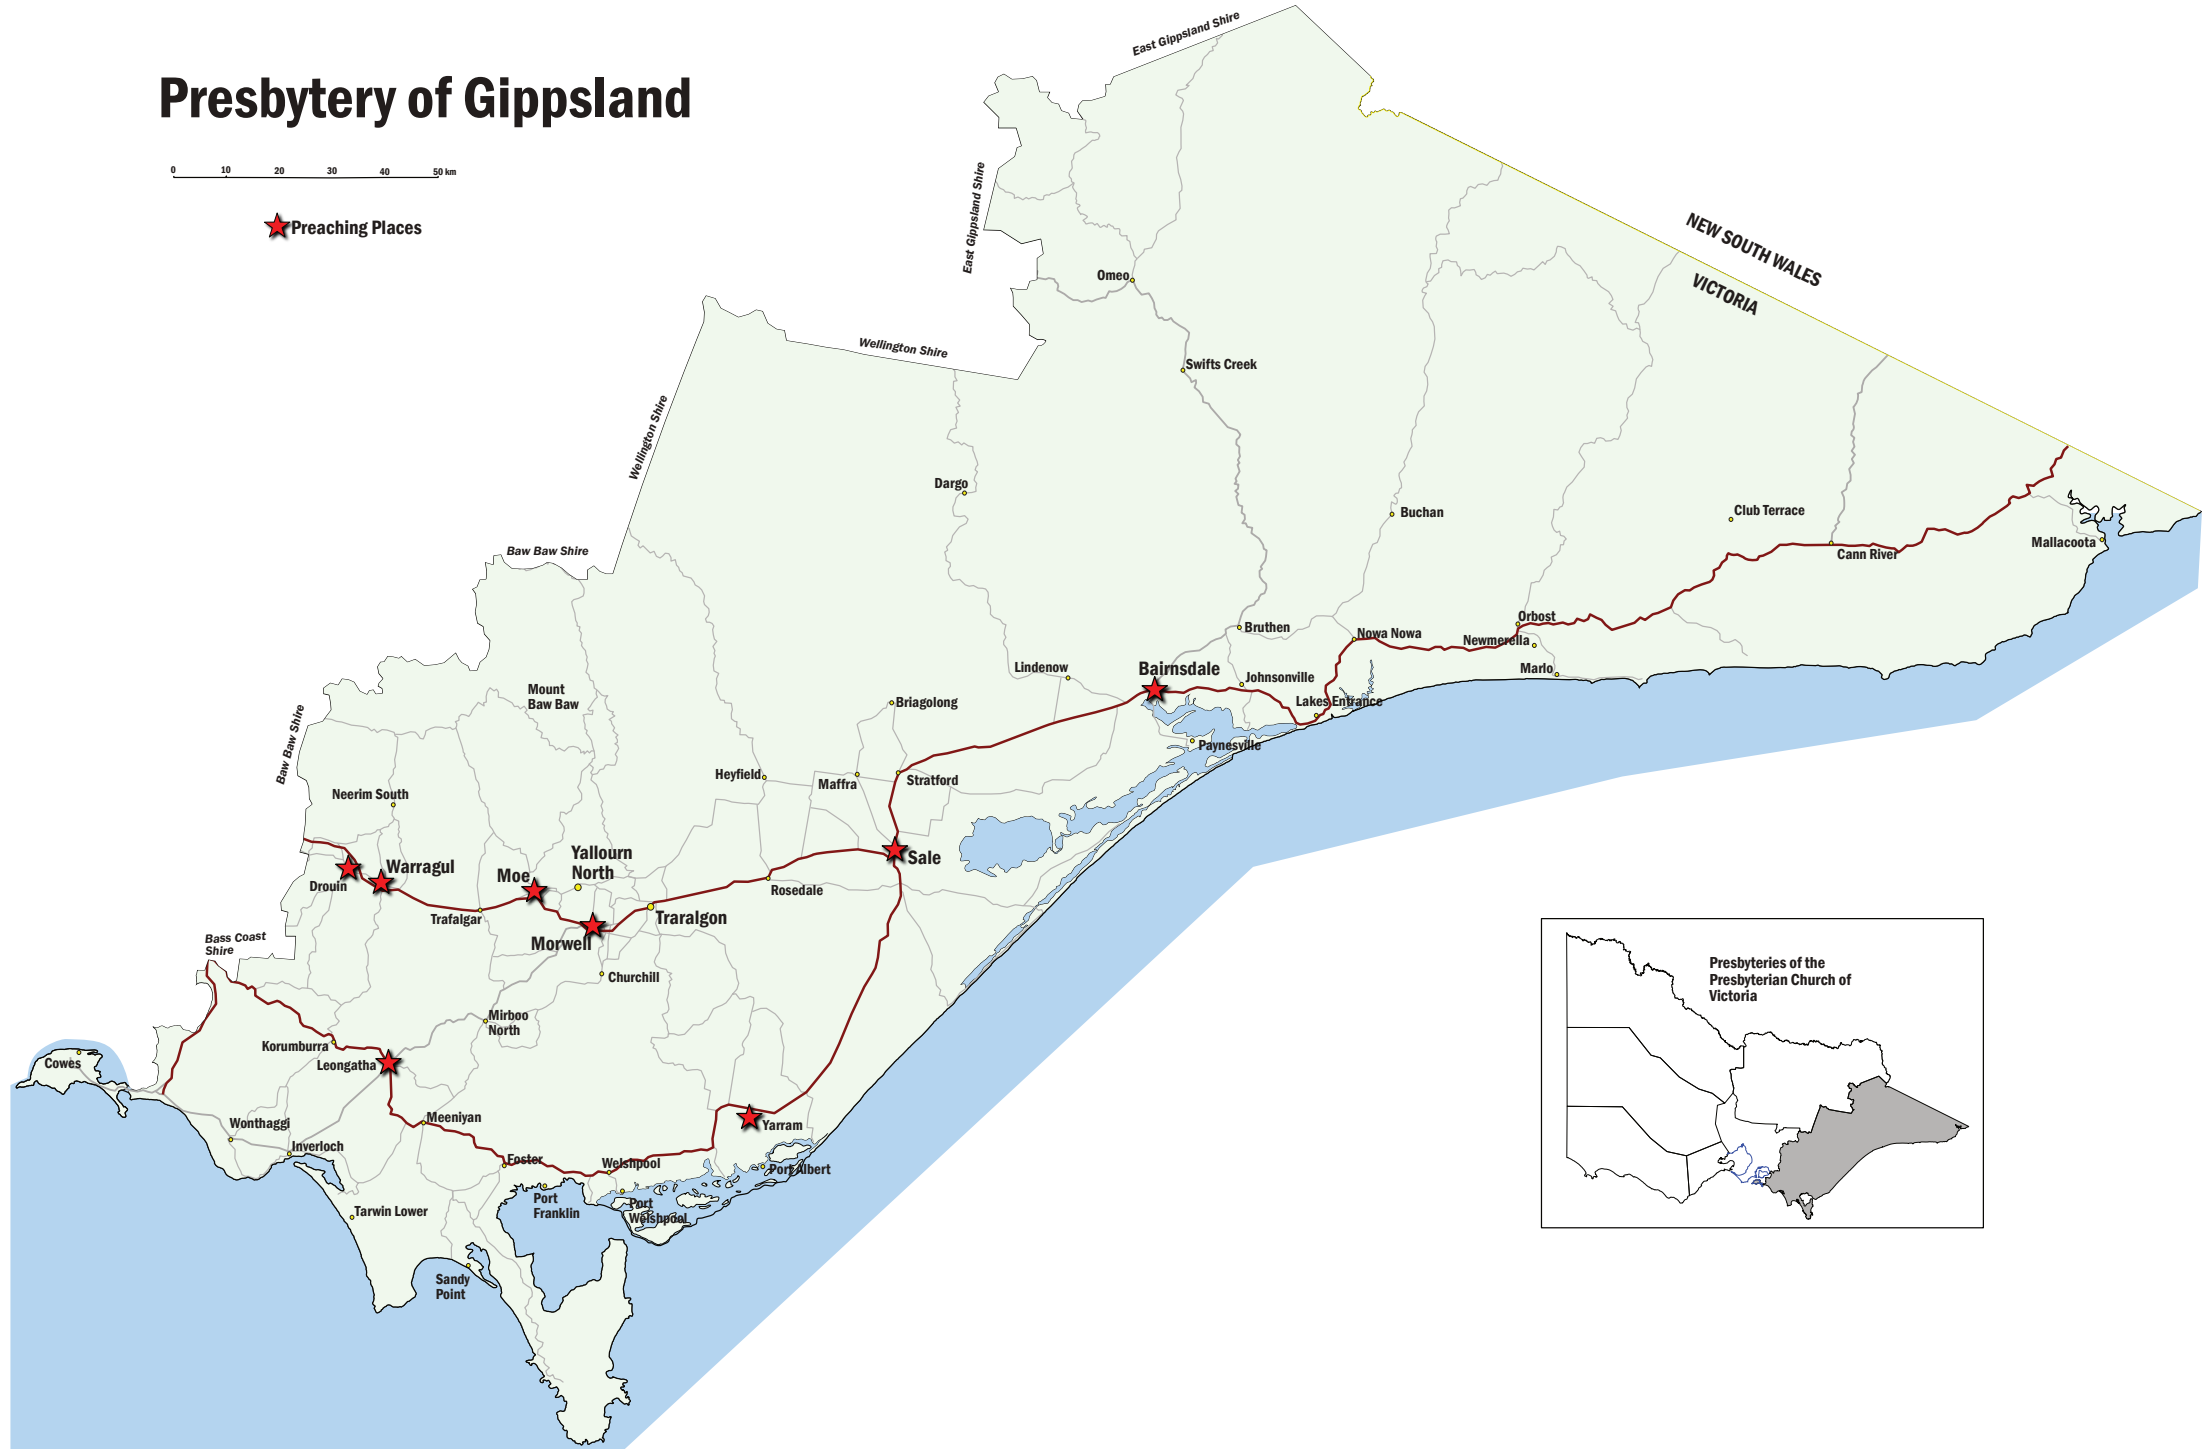 Presbytery of Gippsland
0 10 20 30 40 50 km
Preaching Places
East Gippsland Shire
East Gippsland Shire
NEW SOUTH WALES
VICTORIA
Omeo
Wellington Shire
Swifts Creek
Wellington Shire
Dargo
Buchan
Club Terrace
Mallacoota
Cann River
Baw Baw Shire
Orbost
Bruthen
Nowa Nowa
Newmerella
Lindenow
Bairnsdale
Marlo
Johnsonville
Mount
Baw Baw
Briagolong
Lakes Entrance
Baw Baw Shire
Paynesville
Heyfield
Maffra
Stratford
Neerim South
Yallourn
North
Sale
Warragul
Moe
Drouin
Rosedale
Trafalgar
Traralgon
Morwell
Bass Coast
Shire
Churchill
Mirboo
North
Korumburra
Leongatha
Cowes
Meeniyan
Wonthaggi
Yarram
Inverloch
Foster
Welshpool
Port Albert
Port
Franklin
Port
Welshpool
Tarwin Lower
Sandy
Point
Presbyteries of the
Presbyterian Church of
Victoria